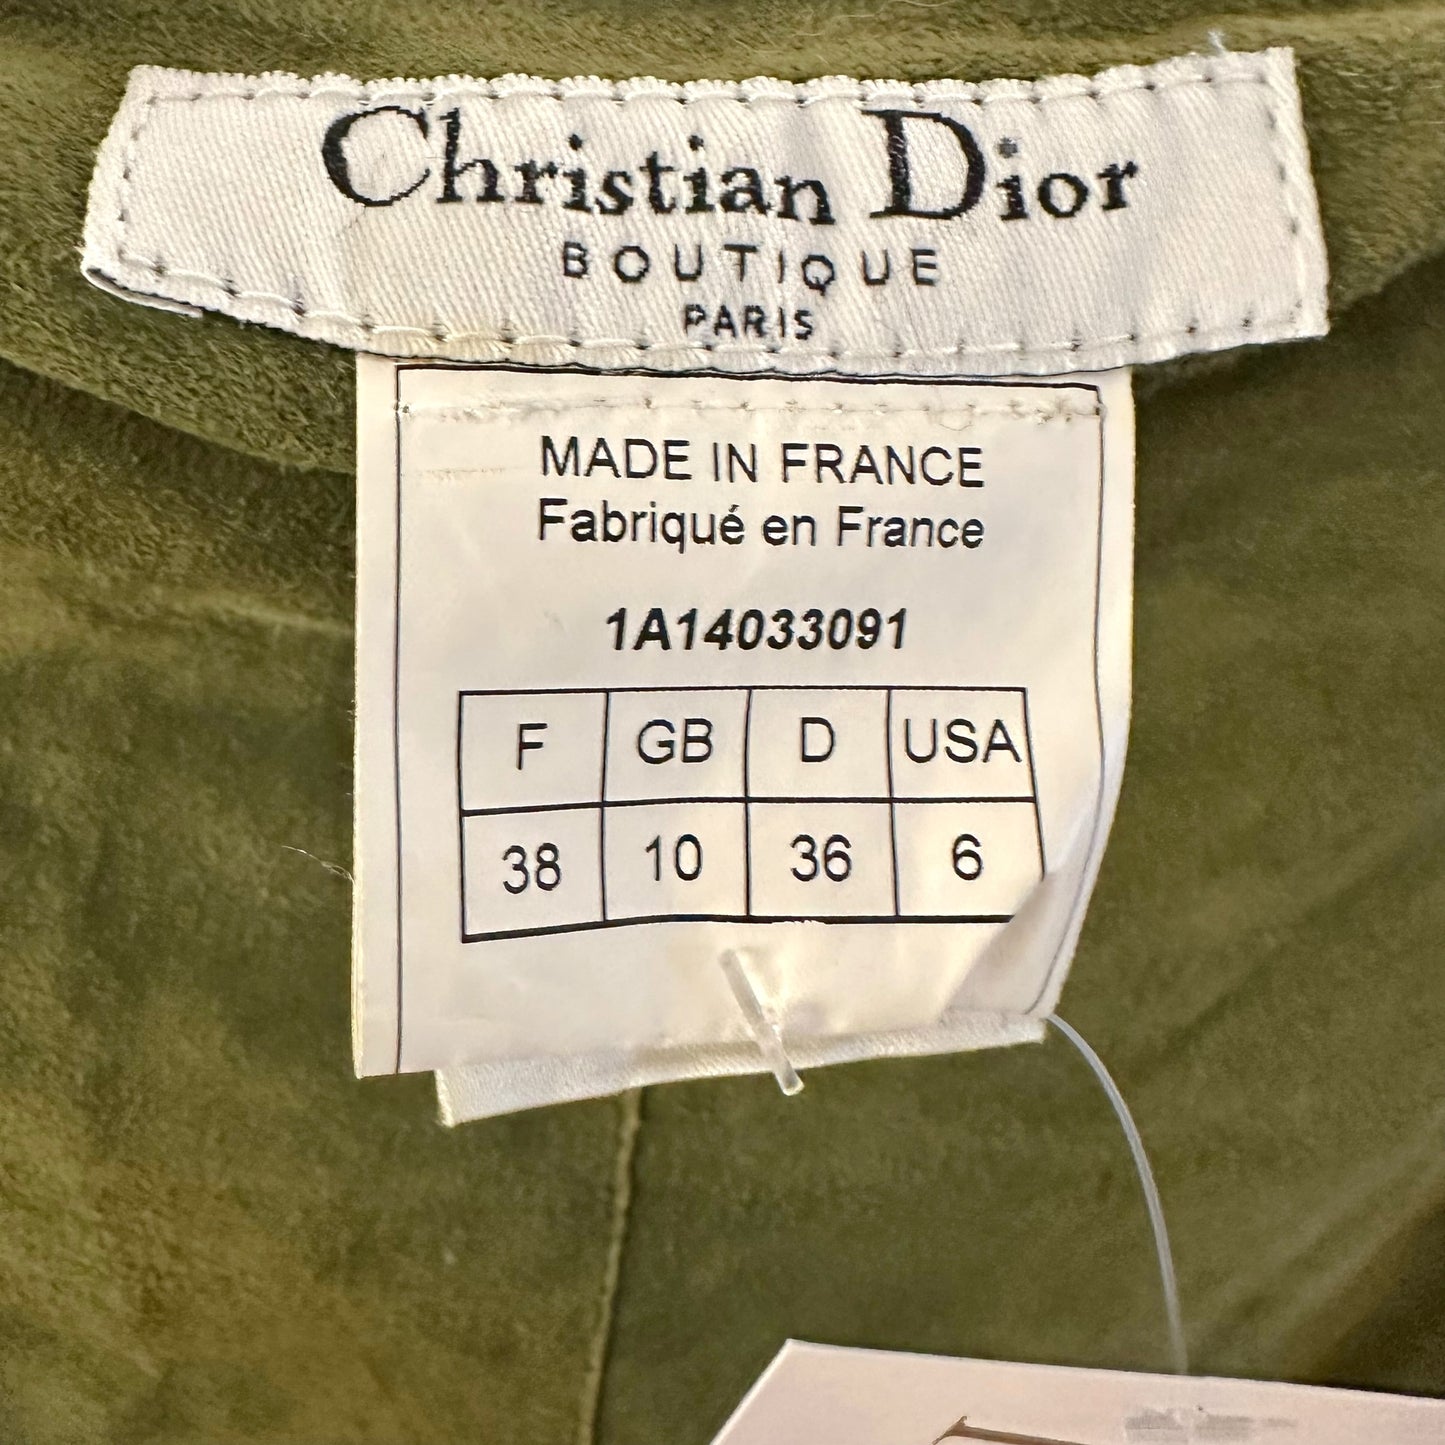 Christian Dior
BOUTIQUE
PARIS
MADE IN FRANCE
Fabriqué en France
1A14033091
F GB D USA
38 10 36 6